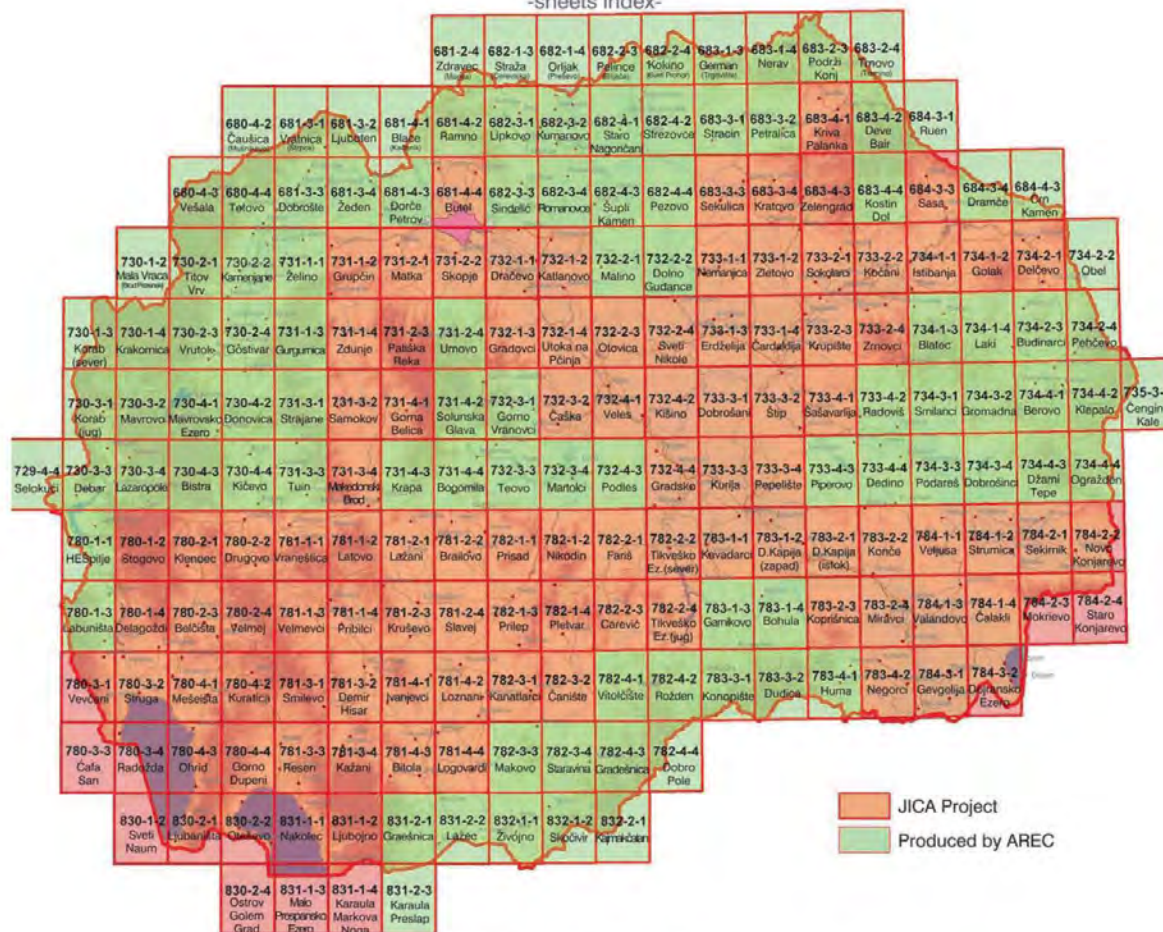 -sheets index-
681-2-4 682-1-3 682-1-4 682-2-3 682-2-4 683-1-3 683-1-4 683-2-3 683-2-4
Zdravec Straža Orljak Pelince Kokino German Nerav Podrži Konj Trnovo
680-4-2 681-3-1 681-3-2 681-4-1 681-4-2 682-3-1 682-3-2 682-4-1 682-4-2 683-3-1 683-3-2 683-4-1 683-4-2 684-3-1
Čaušica Vratnica Ljuboten Blace Ramno Lipkovo Kumanovo Staro Nagoričani Strezovce Stracin Petralica Kriva Palanka Deve Bair Ruen
680-4-3 680-4-4 681-3-3 681-3-4 681-4-3 681-4-4 682-3-3 682-3-4 682-4-3 682-4-4 683-3-3 683-3-4 683-4-3 683-4-4 684-3-3 684-3-4 684-4-3
Vešala Tetovo Dobrošte Žeden Đorče Petrov Butel Sinđelić Romanovce Šupli Kamen Pezovo Sekulica Kratovo Zelengrad Kostin Dol Sasa Dramče Crn Kamen
730-1-2 730-2-1 730-2-2 731-1-1 731-1-2 731-2-1 731-2-2 732-1-1 732-1-2 732-2-1 732-2-2 733-1-1 733-1-2 733-2-1 733-2-2 734-1-1 734-1-2 734-2-1 734-2-2
Mala Vraca Titov Vrv Kamenjane Želino Grupčin Matka Skopje Dračevo Katlanovo Malino Dolno Gudance Nemanjica Zletovo Sokolarci Kočani Istibanja Golak Delčevo Obel
730-1-3 730-1-4 730-2-3 730-2-4 731-1-3 731-1-4 731-2-3 731-2-4 732-1-3 732-1-4 732-2-3 732-2-4 733-1-3 733-1-4 733-2-3 733-2-4 734-1-3 734-1-4 734-2-3 734-2-4
Korab (sever) Krakornica Vrutok Gostivar Gurgurnica Zdunje Patiška Reka Umovo Gradovci Utoka na Pčinja Otovica Sveti Nikole Erdželija Čardaklija Krupište Zrnovci Blatec Laki Budinarci Pehčevo
730-3-1 730-3-2 730-4-1 730-4-2 731-3-1 731-3-2 731-4-1 731-4-2 732-3-1 732-3-2 732-4-1 732-4-2 733-3-1 733-3-2 733-4-1 733-4-2 734-3-1 734-3-2 734-4-1 734-4-2 735-3-
Korab (jug) Mavrovo Mavrovsko Ezero Donovica Strajane Samokov Gorna Belica Solunska Glava Gorno Vranovci Čaška Veles Kišino Dobrošani Štip Šašavarlija Radoviš Smilanci Gromadna Berovo Klepalo Čengin Kale
729-4-4 730-3-3 730-3-4 730-4-3 730-4-4 731-3-3 731-3-4 731-4-3 731-4-4 732-3-3 732-3-4 732-4-3 732-4-4 733-3-3 733-3-4 733-4-3 733-4-4 734-3-3 734-3-4 734-4-3 734-4-4
Selokuci Debar Lazaropole Bistra Kičevo Tuin Makedonski Brod Krapa Bogomila Teovo Martolci Podles Gradsko Kurija Pepelište Piperovo Dedino Podareš Dobrošinci Džami Tepe Ogražden
780-1-1 780-1-2 780-2-1 780-2-2 781-1-1 781-1-2 781-2-1 781-2-2 782-1-1 782-1-2 782-2-1 782-2-2 783-1-1 783-1-2 783-2-1 783-2-2 784-1-1 784-1-2 784-2-1 784-2-2
HEŠpilje Stogovo Klenoec Drugovo Vraneštica Latovo Lažani Brailovo Prisad Nikodin Fariš Tikveško Ez.(sever) Kavadarci D.Kapija (zapad) D.Kapija (istok) Konče Veljusa Strumica Sekirnik Novo Konjarevo
780-1-3 780-1-4 780-2-3 780-2-4 781-1-3 781-1-4 781-2-3 781-2-4 782-1-3 782-1-4 782-2-3 782-2-4 783-1-3 783-1-4 783-2-3 783-2-4 784-1-3 784-1-4 784-2-3 784-2-4
Labuništa Delagoždi Belčišta Velmej Velmevci Pribilci Kruševo Slavej Prilep Pletvar Carević Tikveško Ez.(jug) Garnikovo Bohula Koprišnica Miravci Valandovo Čalakli Mokrievo Staro Konjarevo
780-3-1 780-3-2 780-4-1 780-4-2 781-3-1 781-3-2 781-4-1 781-4-2 782-3-1 782-3-2 782-4-1 782-4-2 783-3-1 783-3-2 783-4-1 783-4-2 784-3-1 784-3-2
Vevčani Struga Mešeišta Kuratica Smilevo Demir Hisar Ivanjevci Loznani Kanatlarci Čanište Vitolište Rožden Konopište Dudica Huma Negorci Gevgelija Dojransko Ezero
780-3-3 780-3-4 780-4-3 780-4-4 781-3-3 781-3-4 781-4-3 781-4-4 782-3-3 782-3-4 782-4-3 782-4-4
Čafa San Radožda Ohrid Gorno Dupeni Resen Kažani Bitola Logovardi Makovo Staravina Gradešnica Dobro Pole
830-1-2 830-2-1 830-2-2 831-1-1 831-1-2 831-2-1 831-2-2 832-1-1 832-1-2 832-2-1
Sveti Naum Ljubaništa Oteševo Nakolec Ljubojno Graešnica Lažec Živojno Skočivir Kajmakčalan
830-2-4 831-1-3 831-1-4 831-2-3
Ostrov Golem Grad Malo Prespansko Ezero Karaula Markova Noga Karaula Preslap
JICA Project
Produced by AREC